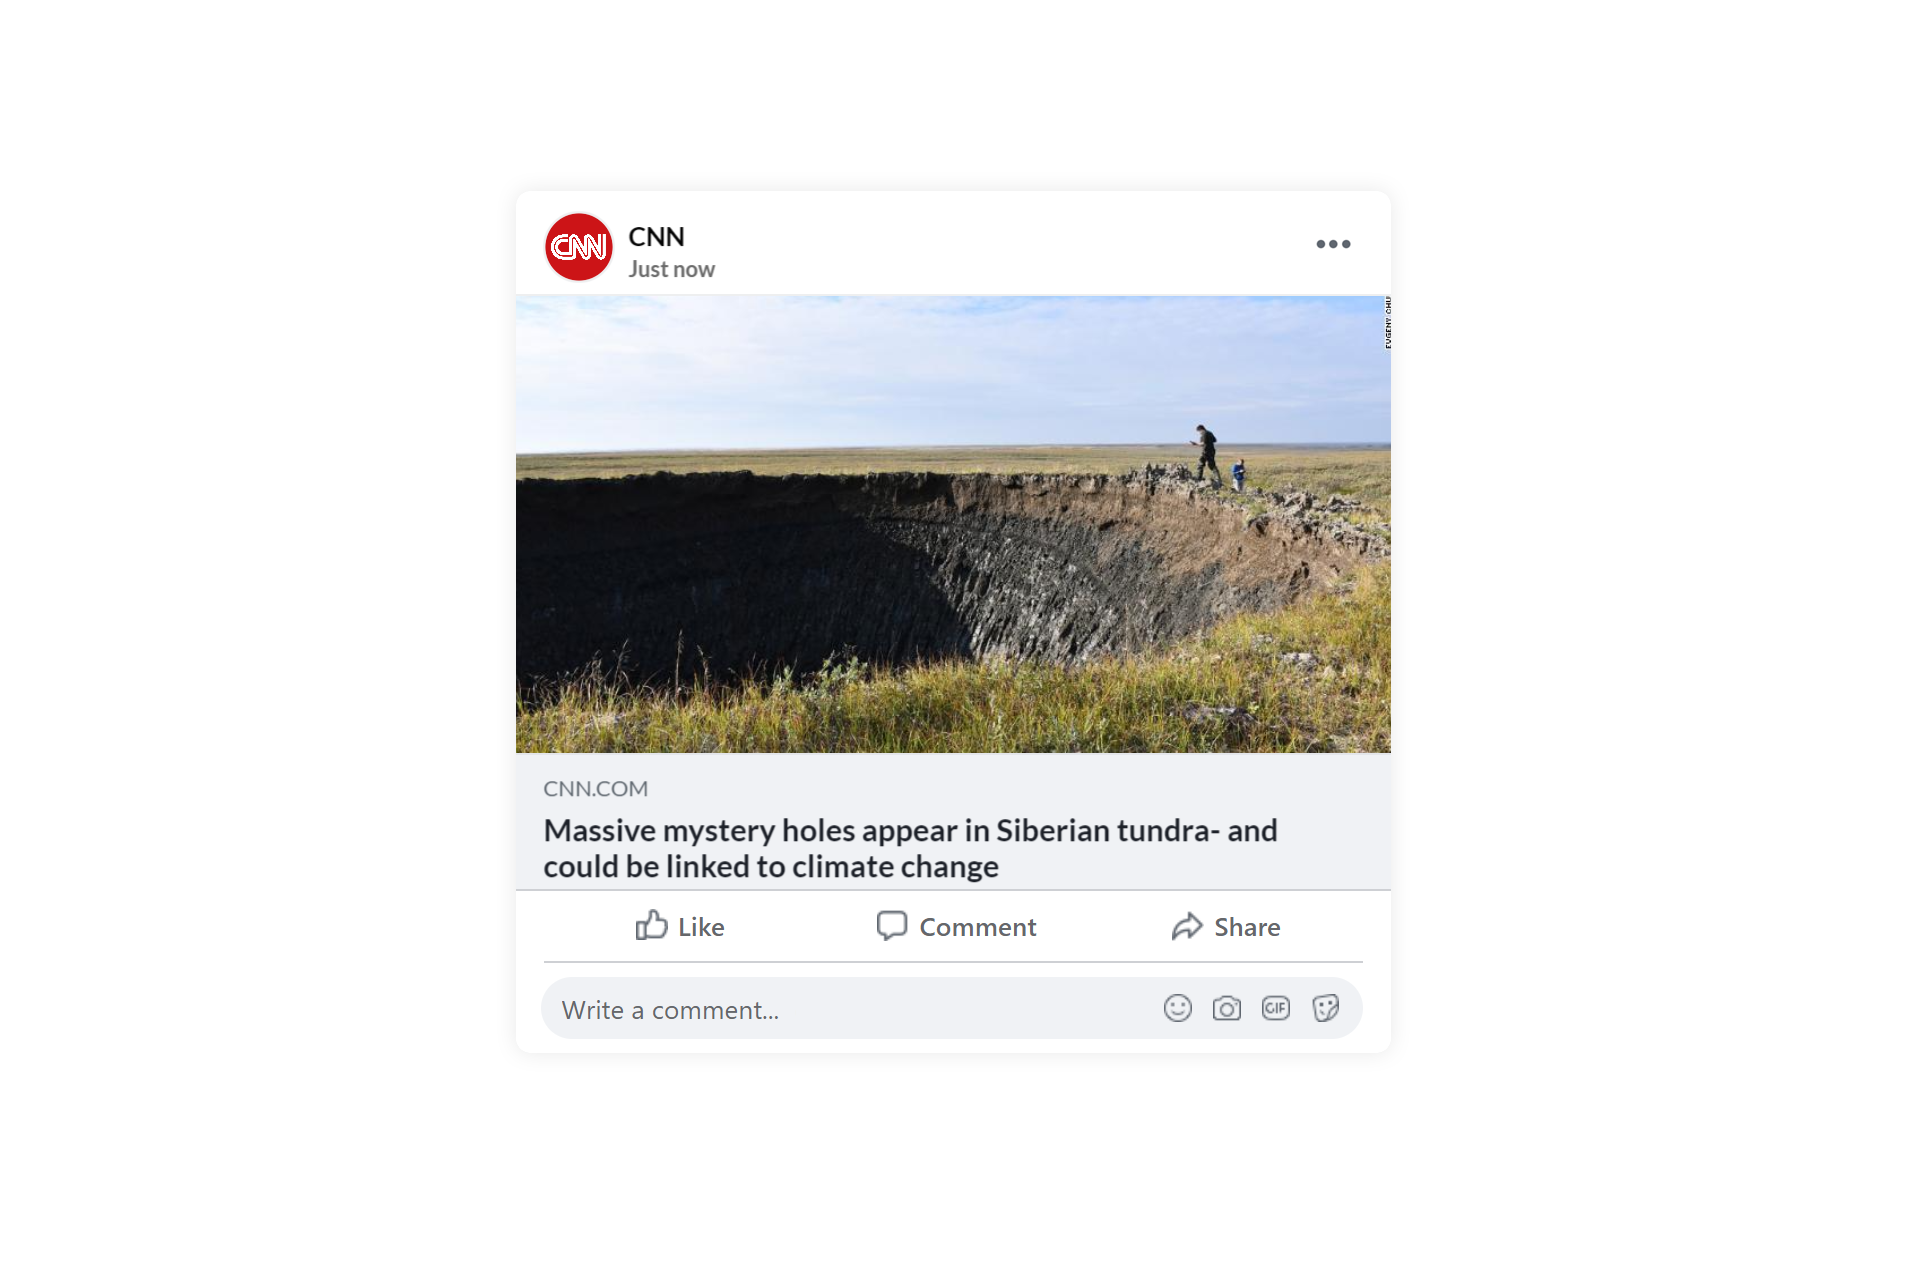 CNN
CNN
Just now
EVGENY CHU
CNN.COM
Massive mystery holes appear in Siberian tundra- and
could be linked to climate change
Like
Comment
Share
Write a comment...
GIF